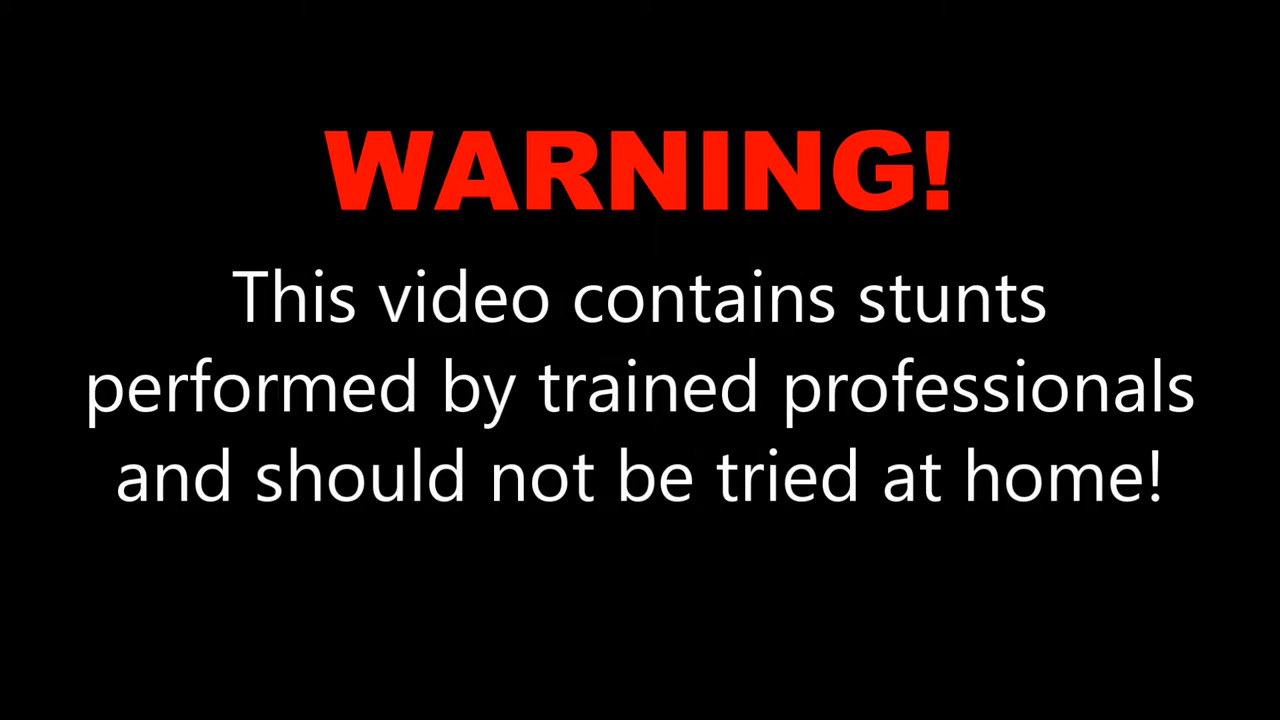 WARNING!
This video contains stunts
performed by trained professionals
and should not be tried at home!